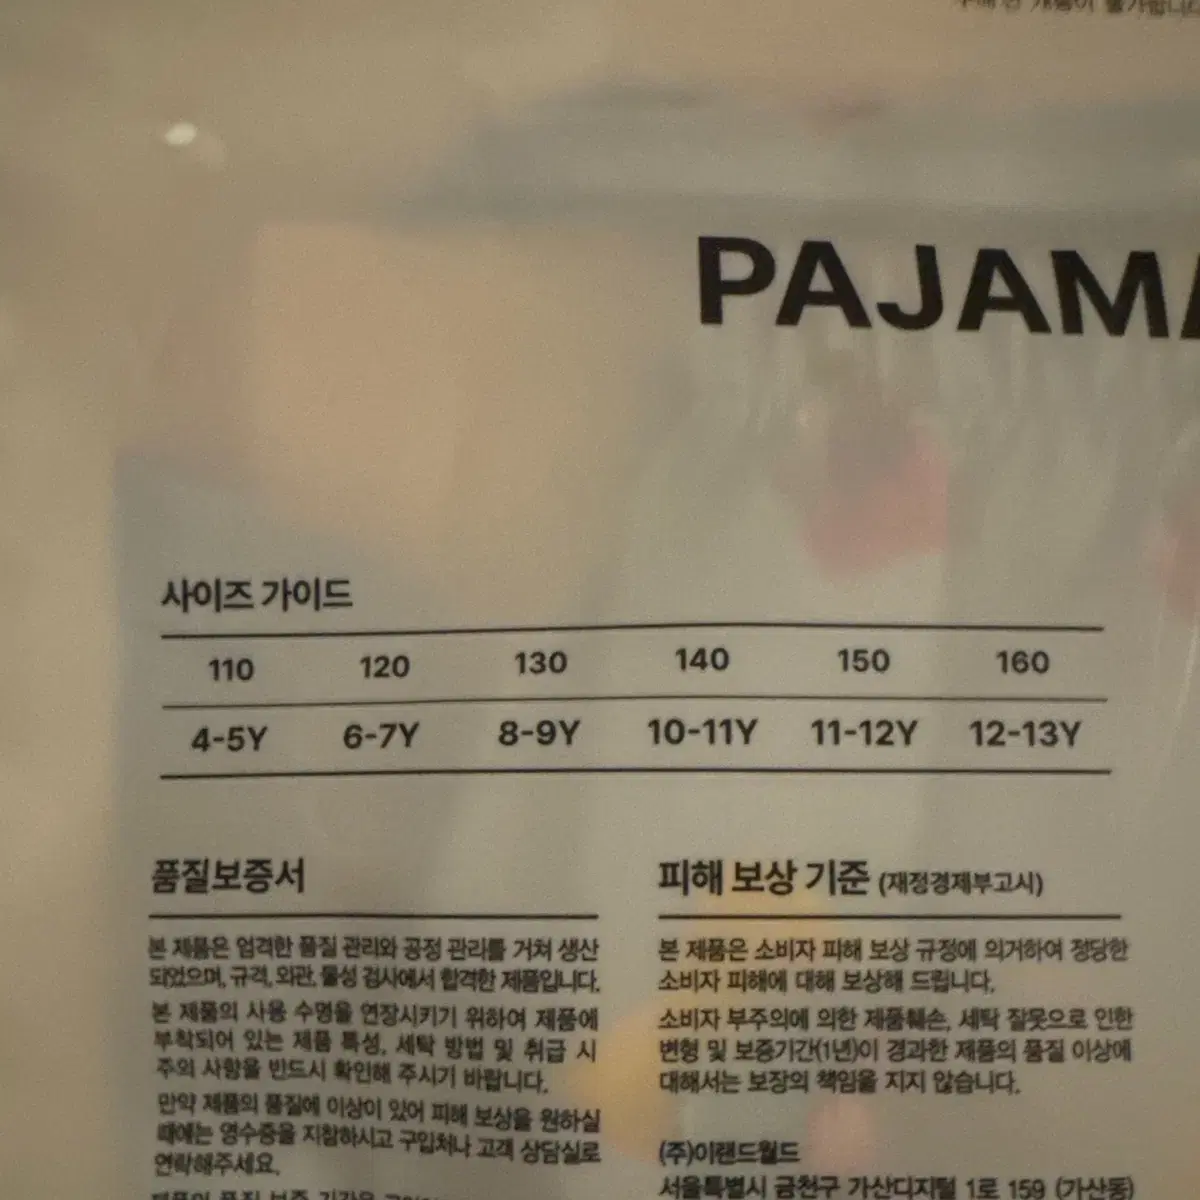 PAJAMA
사이즈 가이드
110 120 130 140 150 160
4-5Y 6-7Y 8-9Y 10-11Y 11-12Y 12-13Y
품질보증서
본 제품은 엄격한 품질 관리와 공정 관리를 거쳐 생산
되었으며, 규격, 외관, 물성 검사에서 합격한 제품입니다.
본 제품의 사용 수명을 연장시키기 위하여 제품에
부착되어 있는 제품 특성, 세탁 방법 및 취급 시
주의 사항을 반드시 확인해 주시기 바랍니다.
만약 제품의 품질에 이상이 있어 피해 보상을 원하실
때에는 영수증을 지참하시고 구입처나 고객 상담실로
연락해주세요.
피해 보상 기준 (재정경제부고시)
본 제품은 소비자 피해 보상 규정에 의거하여 정당한
소비자 피해에 대해 보상해 드립니다.
소비자 부주의에 의한 제품훼손, 세탁 잘못으로 인한
변형 및 보증기간(1년)이 경과한 제품의 품질 이상에
대해서는 보장의 책임을 지지 않습니다.
(주)이랜드월드
서울특별시 금천구 가산디지털 1로 159 (가산동)